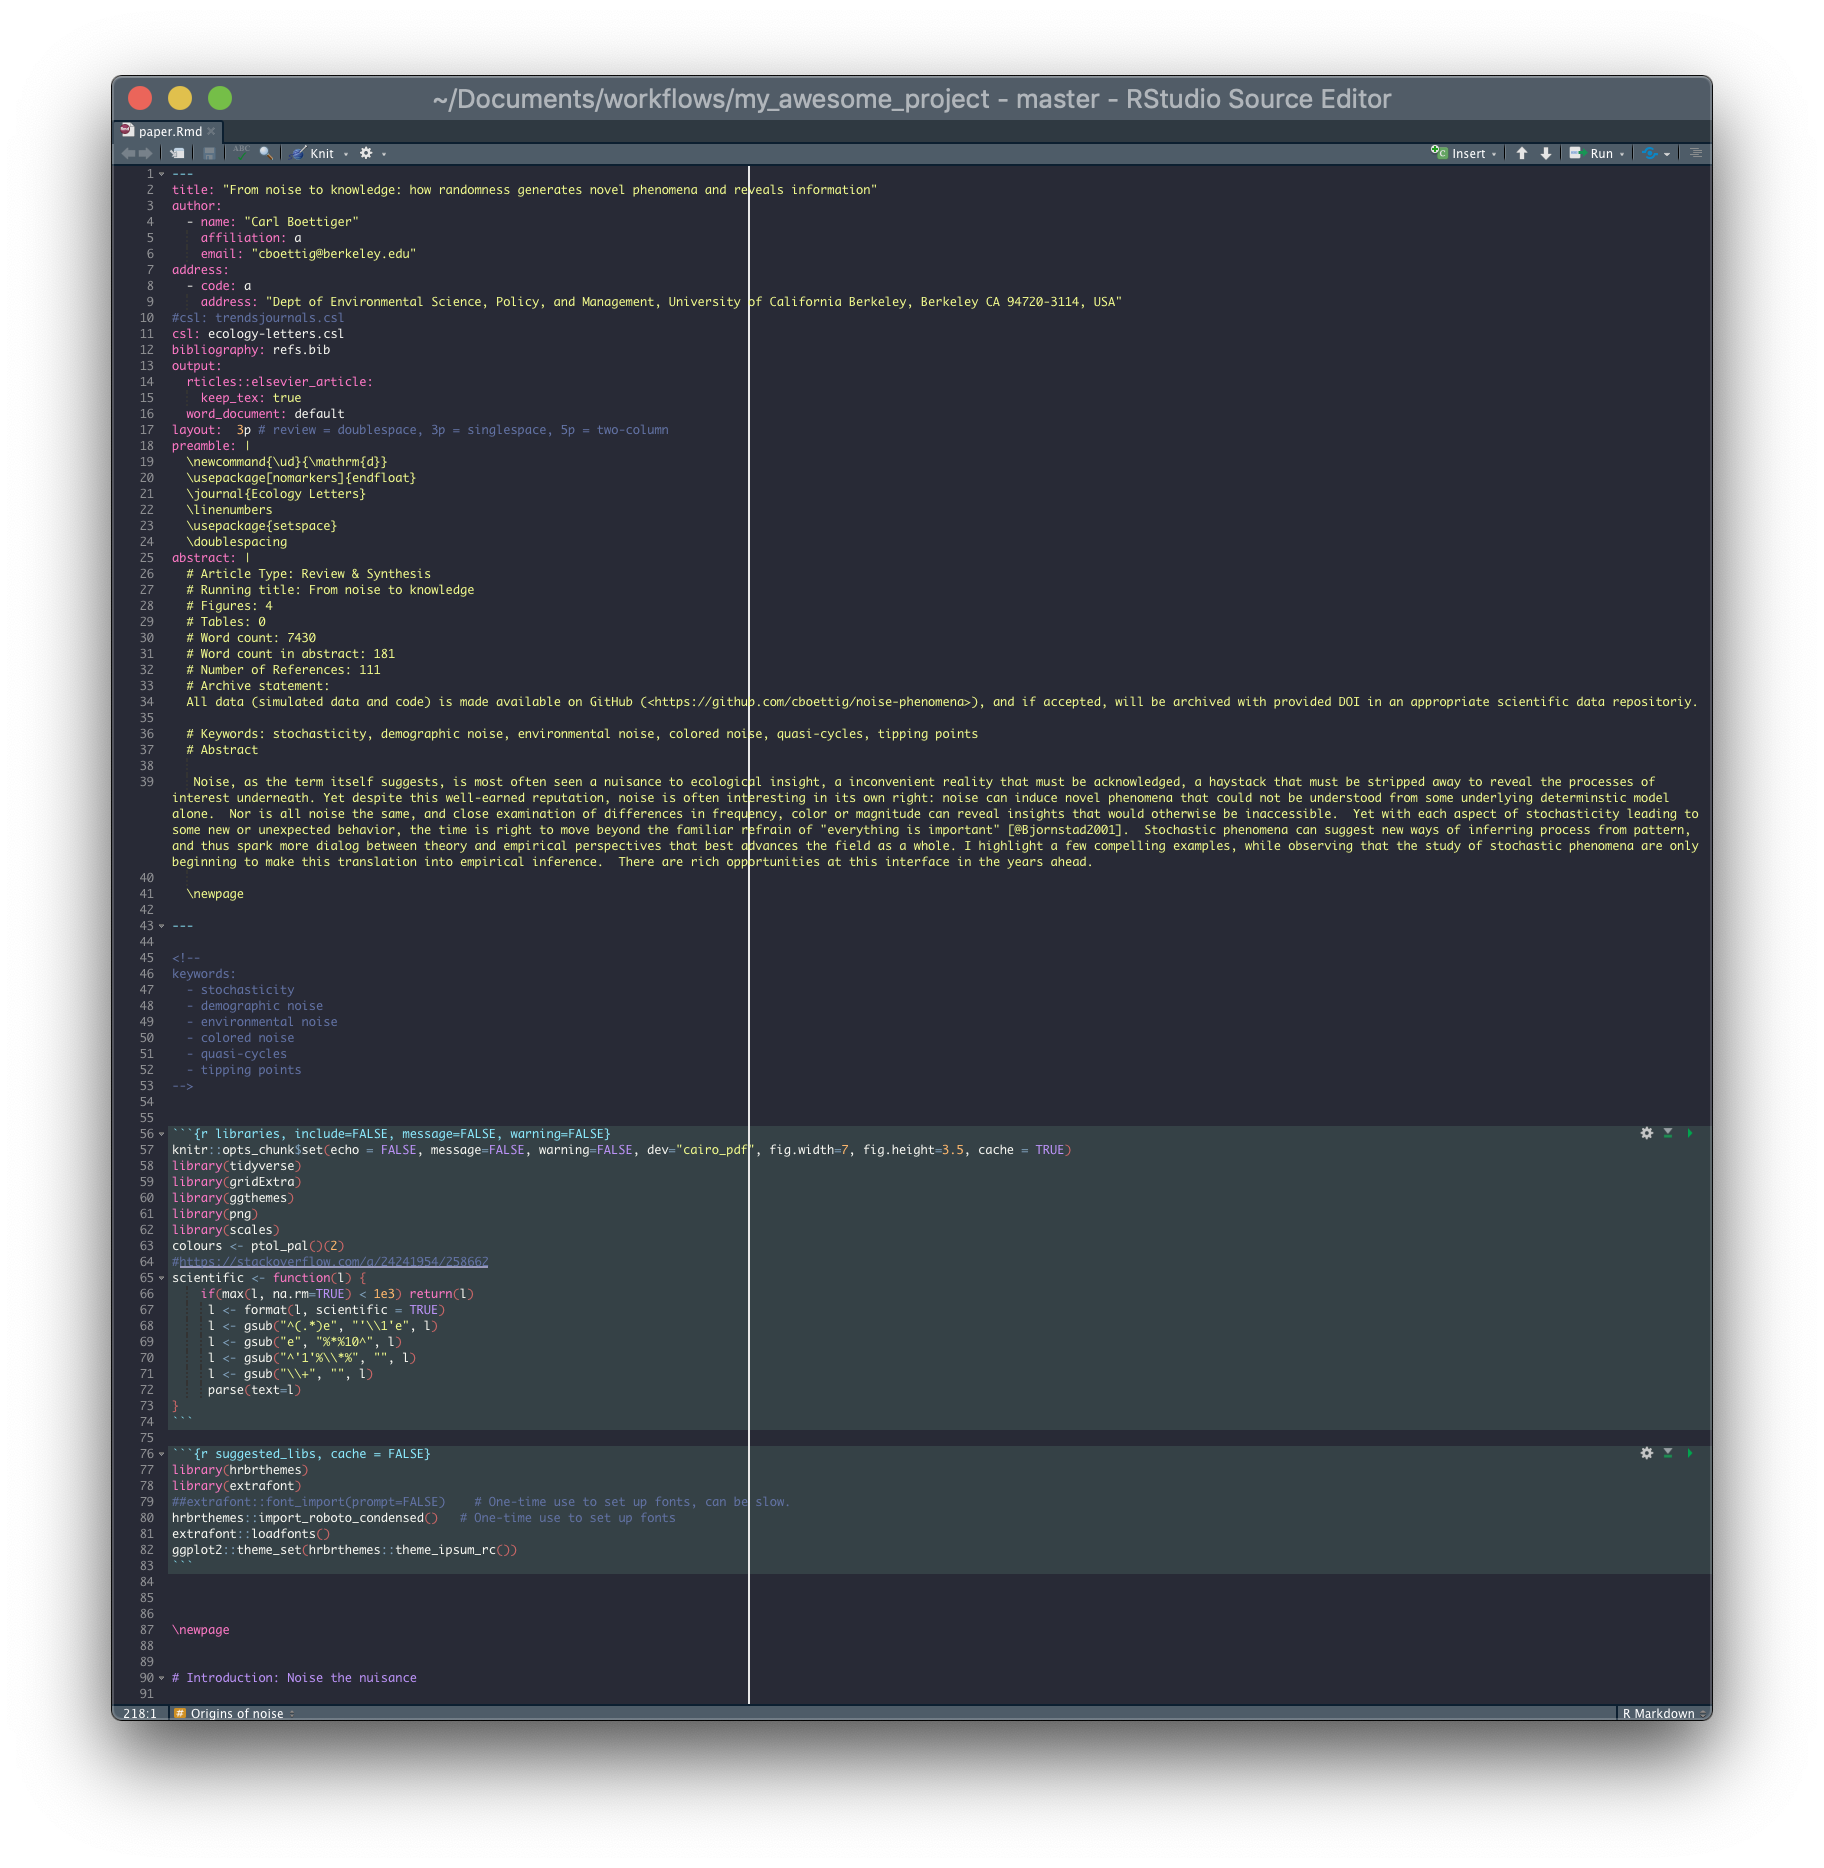 ~/Documents/workflows/my_awesome_project - master - RStudio Source Editor
paper.Rmd
ABC Knit Insert Run
1 ---
2 title: "From noise to knowledge: how randomness generates novel phenomena and reveals information"
3 author:
4   - name: "Carl Boettiger"
5     affiliation: a
6     email: "cboettig@berkeley.edu"
7 address:
8   - code: a
9     address: "Dept of Environmental Science, Policy, and Management, University of California Berkeley, Berkeley CA 94720-3114, USA"
10 #csl: trendsjournals.csl
11 csl: ecology-letters.csl
12 bibliography: refs.bib
13 output:
14   rticles::elsevier_article:
15     keep_tex: true
16   word_document: default
17 layout:  3p # review = doublespace, 3p = singlespace, 5p = two-column
18 preamble: |
19   \newcommand{\ud}{\mathrm{d}}
20   \usepackage[nomarkers]{endfloat}
21   \journal{Ecology Letters}
22   \linenumbers
23   \usepackage{setspace}
24   \doublespacing
25 abstract: |
26   # Article Type: Review & Synthesis
27   # Running title: From noise to knowledge
28   # Figures: 4
29   # Tables: 0
30   # Word count: 7430
31   # Word count in abstract: 181
32   # Number of References: 111
33   # Archive statement:
34   All data (simulated data and code) is made available on GitHub (<https://github.com/cboettig/noise-phenomena>), and if accepted, will be archived with provided DOI in an appropriate scientific data repositoriy.
35
36   # Keywords: stochasticity, demographic noise, environmental noise, colored noise, quasi-cycles, tipping points
37   # Abstract
38
39    Noise, as the term itself suggests, is most often seen a nuisance to ecological insight, a inconvenient reality that must be acknowledged, a haystack that must be stripped away to reveal the processes of
interest underneath. Yet despite this well-earned reputation, noise is often interesting in its own right: noise can induce novel phenomena that could not be understood from some underlying determinstic model
alone.  Nor is all noise the same, and close examination of differences in frequency, color or magnitude can reveal insights that would otherwise be inaccessible.  Yet with each aspect of stochasticity leading to
some new or unexpected behavior, the time is right to move beyond the familiar refrain of "everything is important" [@Bjornstad2001].  Stochastic phenomena can suggest new ways of inferring process from pattern,
and thus spark more dialog between theory and empirical perspectives that best advances the field as a whole. I highlight a few compelling examples, while observing that the study of stochastic phenomena are only
beginning to make this translation into empirical inference.  There are rich opportunities at this interface in the years ahead.
40
41   \newpage
42
43 ---
44
45 <!--
46 keywords:
47   - stochasticity
48   - demographic noise
49   - environmental noise
50   - colored noise
51   - quasi-cycles
52   - tipping points
53 -->
54
55
56 ```{r libraries, include=FALSE, message=FALSE, warning=FALSE}
57 knitr::opts_chunk$set(echo = FALSE, message=FALSE, warning=FALSE, dev="cairo_pdf", fig.width=7, fig.height=3.5, cache = TRUE)
58 library(tidyverse)
59 library(gridExtra)
60 library(ggthemes)
61 library(png)
62 library(scales)
63 colours <- ptol_pal()(2)
64 #https://stackoverflow.com/a/24241954/258662
65 scientific <- function(l) {
66     if(max(l, na.rm=TRUE) < 1e3) return(l)
67      l <- format(l, scientific = TRUE)
68      l <- gsub("^(.*)e", "'\\1'e", l)
69      l <- gsub("e", "%*%10^", l)
70      l <- gsub("^'1'%\\*%", "", l)
71      l <- gsub("\\+", "", l)
72      parse(text=l)
73 }
74 ```
75
76 ```{r suggested_libs, cache = FALSE}
77 library(hrbrthemes)
78 library(extrafont)
79 ##extrafont::font_import(prompt=FALSE)    # One-time use to set up fonts, can be slow.
80 hrbrthemes::import_roboto_condensed()   # One-time use to set up fonts
81 extrafont::loadfonts()
82 ggplot2::theme_set(hrbrthemes::theme_ipsum_rc())
83 ```
84
85
86
87 \newpage
88
89
90 # Introduction: Noise the nuisance
91
218:1 # Origins of noise R Markdown